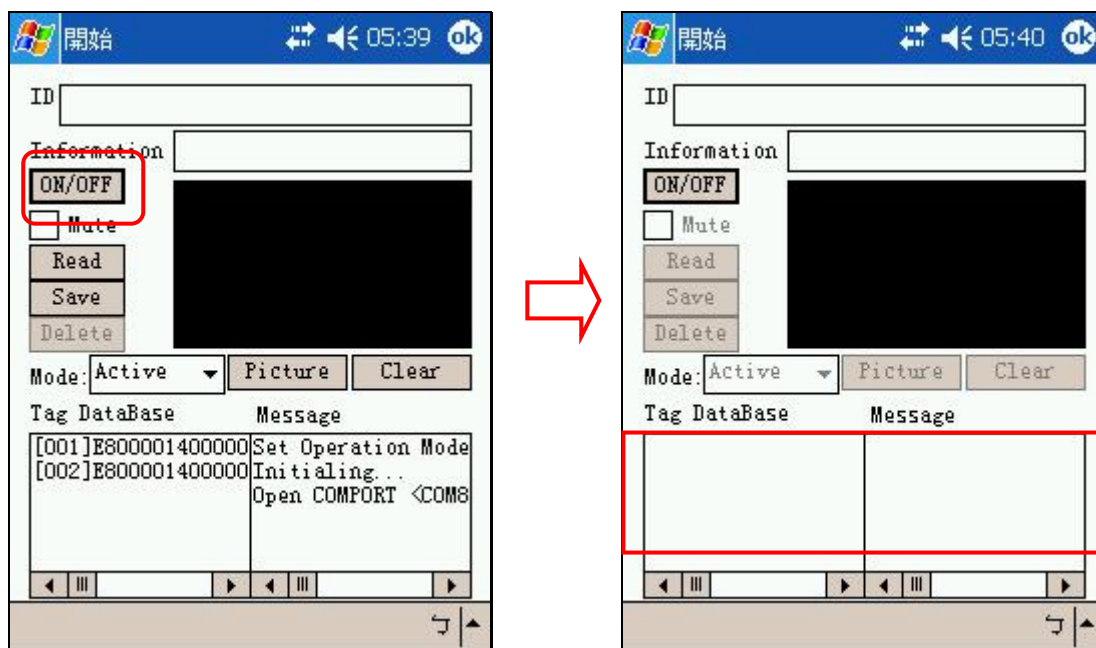 開始 05:39 ok
ID
Information
ON/OFF
Mute
Read
Save
Delete
Mode: Active Picture Clear
Tag DataBase Message
[001]E800001400000 Set Operation Mode
[002]E800001400000 Initialing...
Open COMPORT <COM8
開始 05:40 ok
ID
Information
ON/OFF
Mute
Read
Save
Delete
Mode: Active Picture Clear
Tag DataBase Message